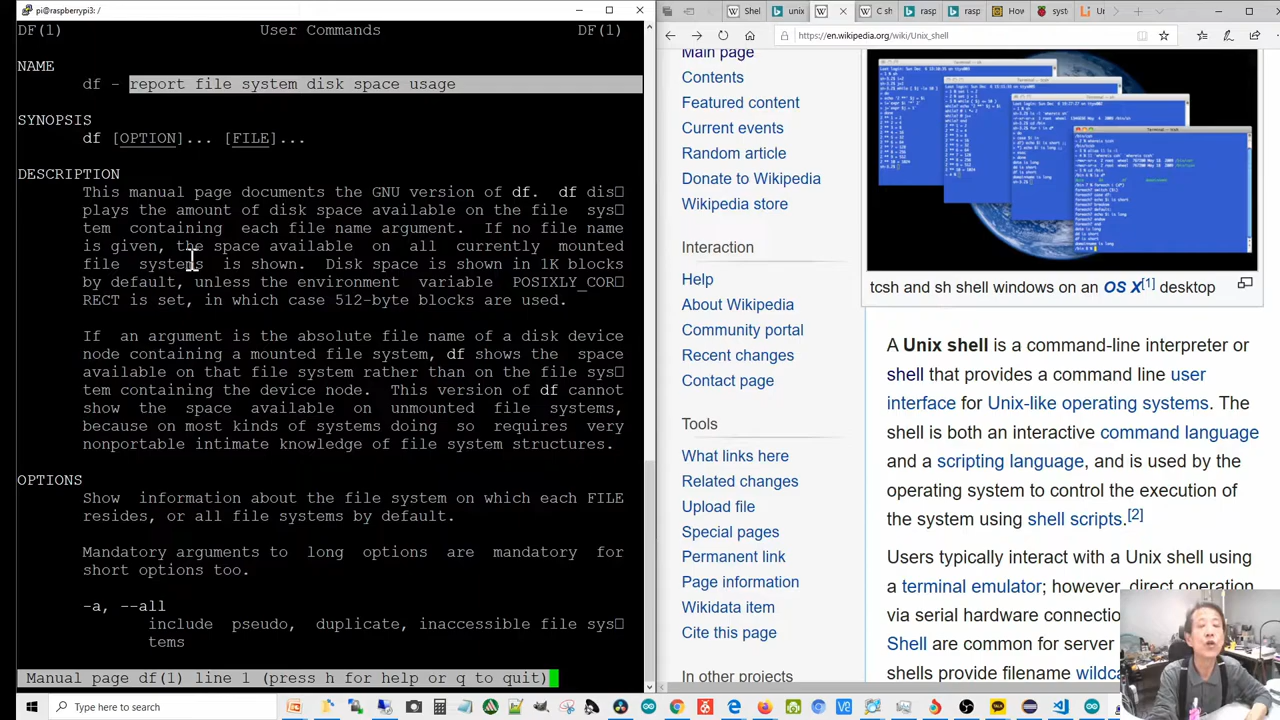 pi@raspberrypi3: /
DF(1) User Commands DF(1)
NAME
df - report file system disk space usage
SYNOPSIS
df [OPTION]... [FILE]...
DESCRIPTION
This manual page documents the GNU version of df. df dis
plays the amount of disk space available on the file sys
tem containing each file name argument. If no file name
is given, the space available on all currently mounted
file systems is shown. Disk space is shown in 1K blocks
by default, unless the environment variable POSIXLY_COR
RECT is set, in which case 512-byte blocks are used.
If an argument is the absolute file name of a disk device
node containing a mounted file system, df shows the space
available on that file system rather than on the file sys
tem containing the device node. This version of df cannot
show the space available on unmounted file systems,
because on most kinds of systems doing so requires very
nonportable intimate knowledge of file system structures.
OPTIONS
Show information about the file system on which each FILE
resides, or all file systems by default.
Mandatory arguments to long options are mandatory for
short options too.
-a, --all
include pseudo, duplicate, inaccessible file sys
tems
Manual page df(1) line 1 (press h for help or q to quit)
Shel
unix
C sh
rasp
rasp
How
syste
Ur
https://en.wikipedia.org/wiki/Unix_shell
Main page
Contents
Featured content
Current events
Random article
Donate to Wikipedia
Wikipedia store
Interaction
Help
About Wikipedia
Community portal
Recent changes
Contact page
Tools
What links here
Related changes
Upload file
Special pages
Permanent link
Page information
Wikidata item
Cite this page
In other projects
tcsh and sh shell windows on an OS X[1] desktop
A Unix shell is a command-line interpreter or
shell that provides a command line user
interface for Unix-like operating systems. The
shell is both an interactive command language
and a scripting language, and is used by the
operating system to control the execution of
the system using shell scripts.[2]
Users typically interact with a Unix shell using
a terminal emulator; however, direct operation
via serial hardware
Shell are common for server
shells provide filename
Type here to search